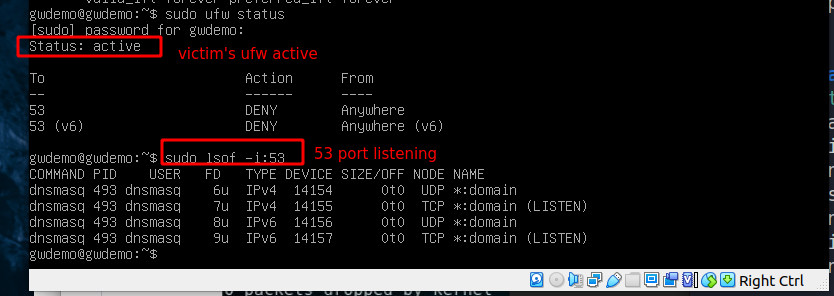 valid_lft forever preferred_lft forever
gwdemo@gwdemo:~$ sudo ufw status
[sudo] password for gwdemo:
Status: active
victim's ufw active
To Action From
-- ------ ----
53 DENY Anywhere
53 (v6) DENY Anywhere (v6)
gwdemo@gwdemo:~$ sudo lsof -i:53
53 port listening
COMMAND PID USER FD TYPE DEVICE SIZE/OFF NODE NAME
dnsmasq 493 dnsmasq 6u IPv4 14154 0t0 UDP *:domain
dnsmasq 493 dnsmasq 7u IPv4 14155 0t0 TCP *:domain (LISTEN)
dnsmasq 493 dnsmasq 8u IPv6 14156 0t0 UDP *:domain
dnsmasq 493 dnsmasq 9u IPv6 14157 0t0 TCP *:domain (LISTEN)
gwdemo@gwdemo:~$
Right Ctrl
0 packets dropped by kernel